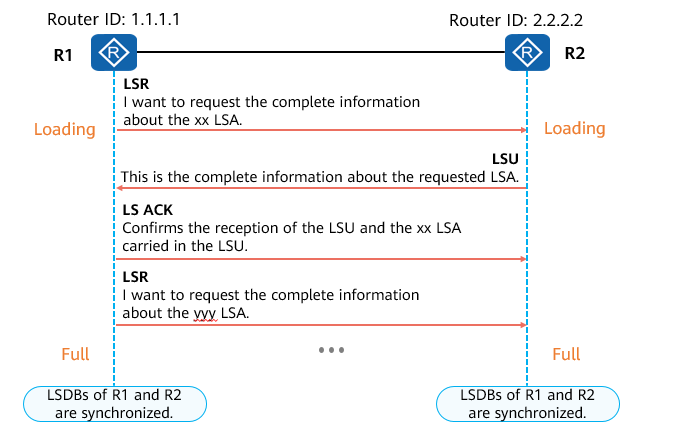 Router ID: 1.1.1.1
Router ID: 2.2.2.2
R1
R
R
R2
LSR
I want to request the complete information
about the xx LSA.
Loading
Loading
LSU
This is the complete information about the requested LSA.
LS ACK
Confirms the reception of the LSU and the xx LSA
carried in the LSU.
LSR
I want to request the complete information
about the yyy LSA.
Full
...
Full
LSDBs of R1 and R2
are synchronized.
LSDBs of R1 and R2
are synchronized.